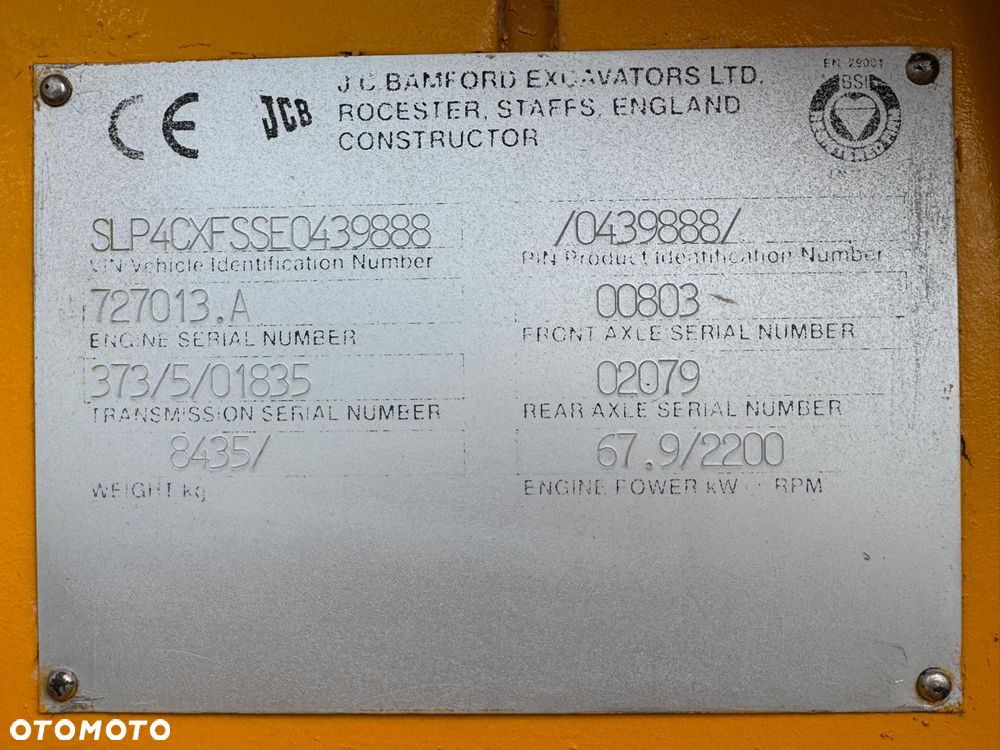 CE
JCB
J.C. BAMFORD EXCAVATORS LTD.
ROCESTER, STAFFS, ENGLAND
CONSTRUCTOR
EN 29001
BSI
SLP4CXFSSE0439888
VIN Vehicle Identification Number
/0439888/
PIN Product Identification Number
727013.A
ENGINE SERIAL NUMBER
00803
FRONT AXLE SERIAL NUMBER
373/5/01835
TRANSMISSION SERIAL NUMBER
02079
REAR AXLE SERIAL NUMBER
8435/
WEIGHT kg
67.9/2200
ENGINE POWER kW RPM
OTOMOTO